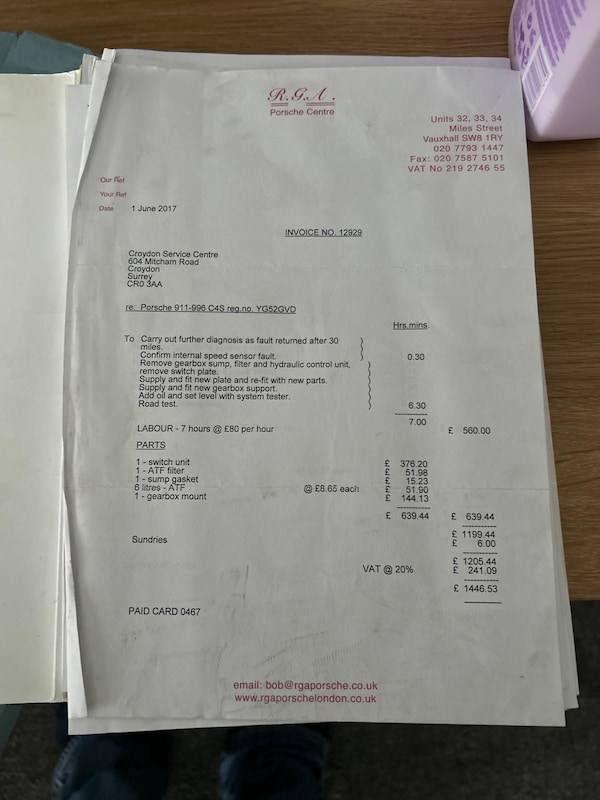 R.G.A.
Porsche Centre
Units 32, 33, 34
Miles Street
Vauxhall SW8 1RY
020 7793 1447
Fax: 020 7587 5101
VAT No 219 2746 55
Our Ref
Your Ref
Date 1 June 2017
INVOICE NO. 12929
Croydon Service Centre
604 Mitcham Road
Croydon
Surrey
CR0 3AA
re: Porsche 911-996 C4S reg.no. YG52GVD
Hrs.mins.
To Carry out further diagnosis as fault returned after 30
miles.
Confirm internal speed sensor fault. 0.30
Remove gearbox sump, filter and hydraulic control unit,
remove switch plate.
Supply and fit new plate and re-fit with new parts.
Supply and fit new gearbox support.
Add oil and set level with system tester.
Road test. 6.30
7.00
LABOUR - 7 hours @ £80 per hour £ 560.00
PARTS
1 - switch unit £ 376.20
1 - ATF filter £ 51.98
1 - sump gasket £ 15.23
6 litres - ATF @ £8.65 each £ 51.90
1 - gearbox mount £ 144.13
£ 639.44 £ 639.44
£ 1199.44
Sundries £ 6.00
£ 1205.44
VAT @ 20% £ 241.09
£ 1446.53
PAID CARD 0467
email: bob@rgaporsche.co.uk
www.rgaporschelondon.co.uk